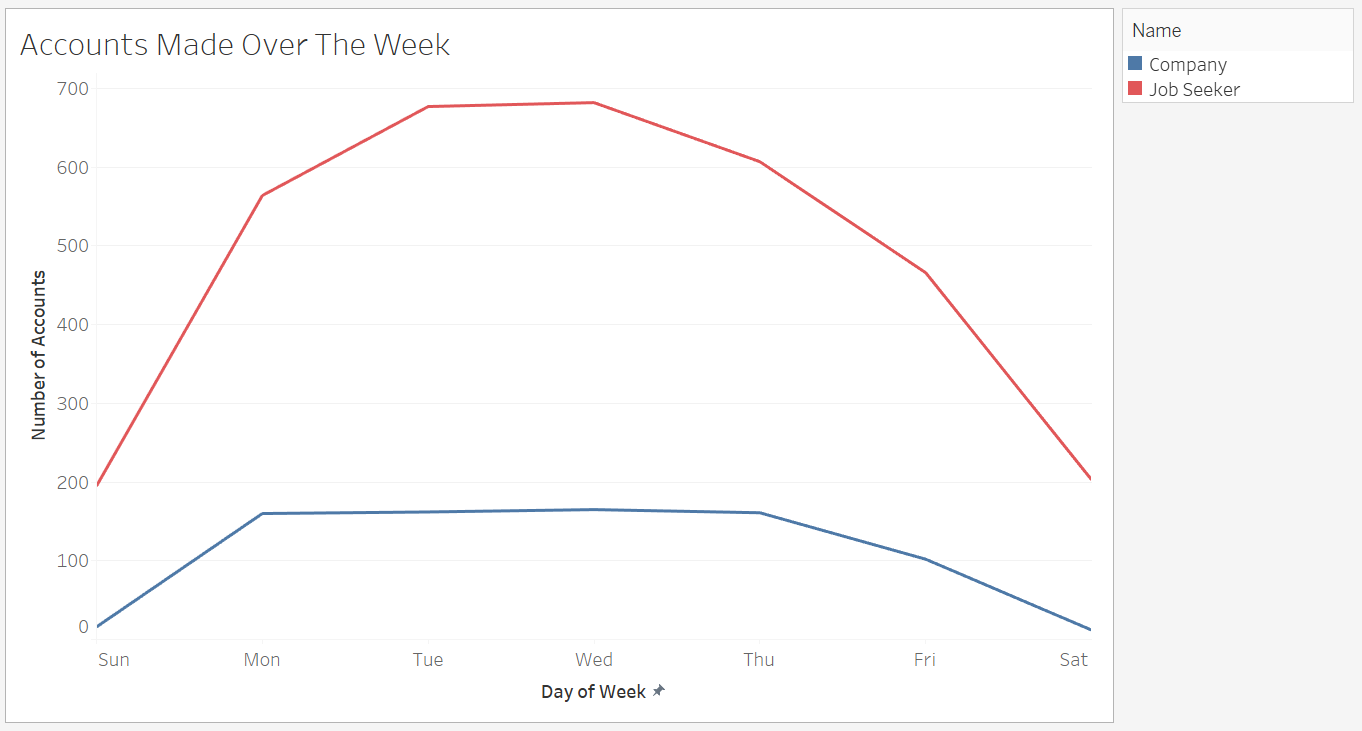 Accounts Made Over The Week
Name
Company
Job Seeker
700
600
500
400
300
200
100
0
Number of Accounts
Sun Mon Tue Wed Thu Fri Sat
Day of Week